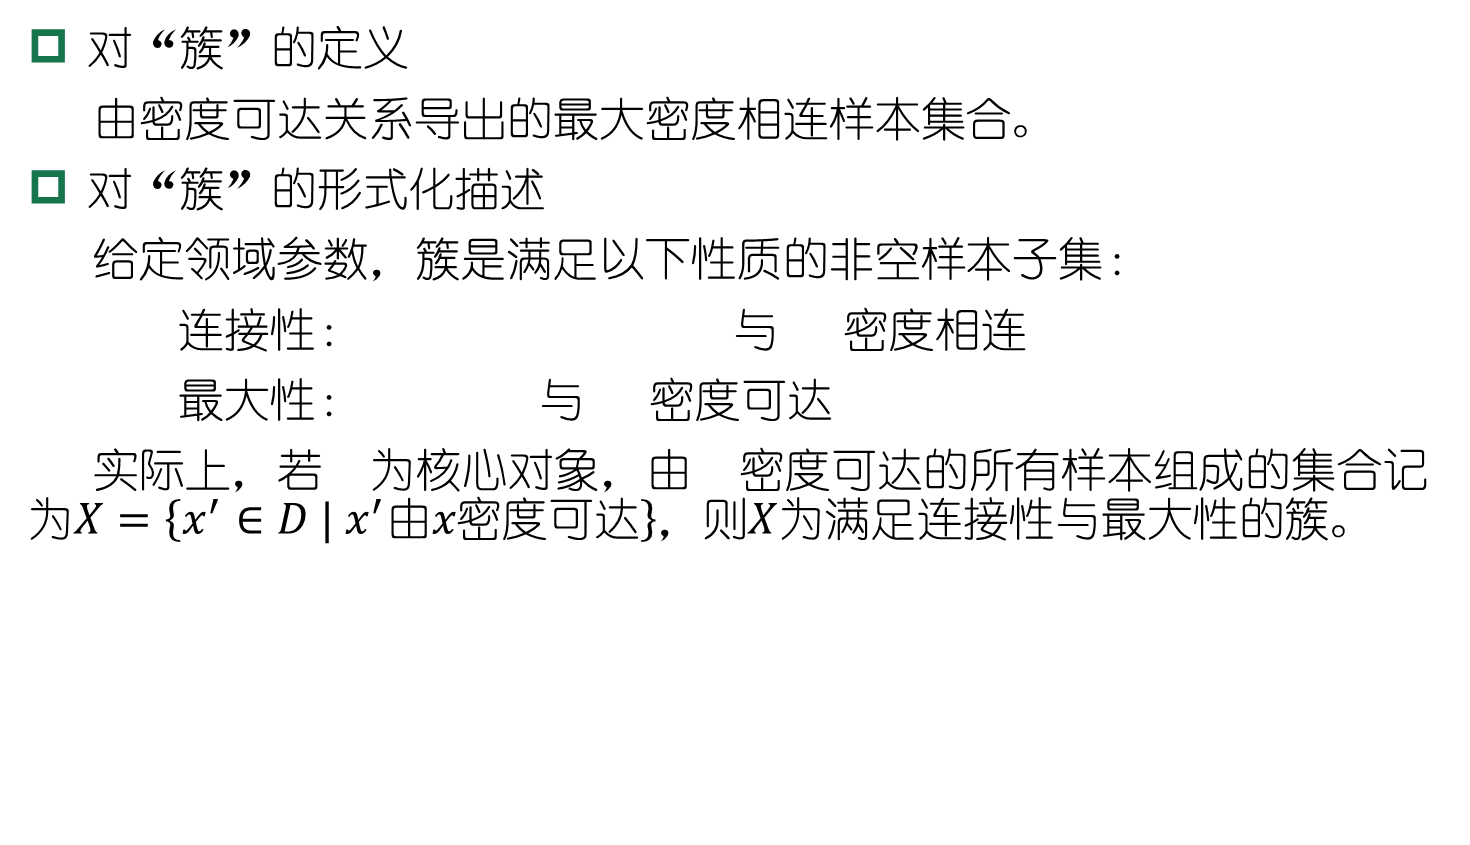 对“簇”的定义
由密度可达关系导出的最大密度相连样本集合。
对“簇”的形式化描述
给定领域参数，簇是满足以下性质的非空样本子集：
连接性： 与 密度相连
最大性： 与 密度可达
实际上，若 为核心对象，由 密度可达的所有样本组成的集合记
为X = {x′ ∈ D | x′由x密度可达}，则X为满足连接性与最大性的簇。